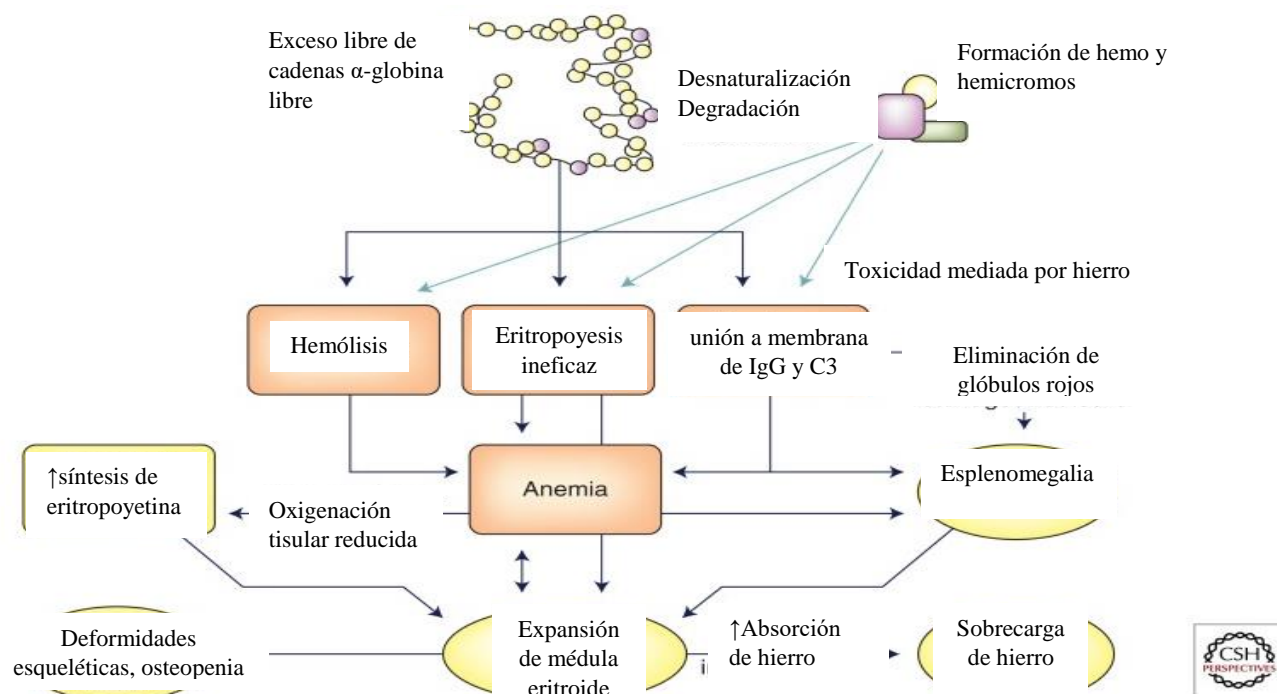 Exceso libre de
cadenas α-globina
libre
Desnaturalización
Degradación
Formación de hemo y
hemicromos
Toxicidad mediada por hierro
Hemólisis
Eritropoyesis
ineficaz
unión a membrana
de IgG y C3
Eliminación de
glóbulos rojos
↑síntesis de
eritropoyetina
Oxigenación
tisular reducida
Anemia
Esplenomegalia
Deformidades
esqueléticas, osteopenia
Expansión
de médula
eritroide
↑Absorción
de hierro
Sobrecarga
de hierro
CSH
PERSPECTIVES